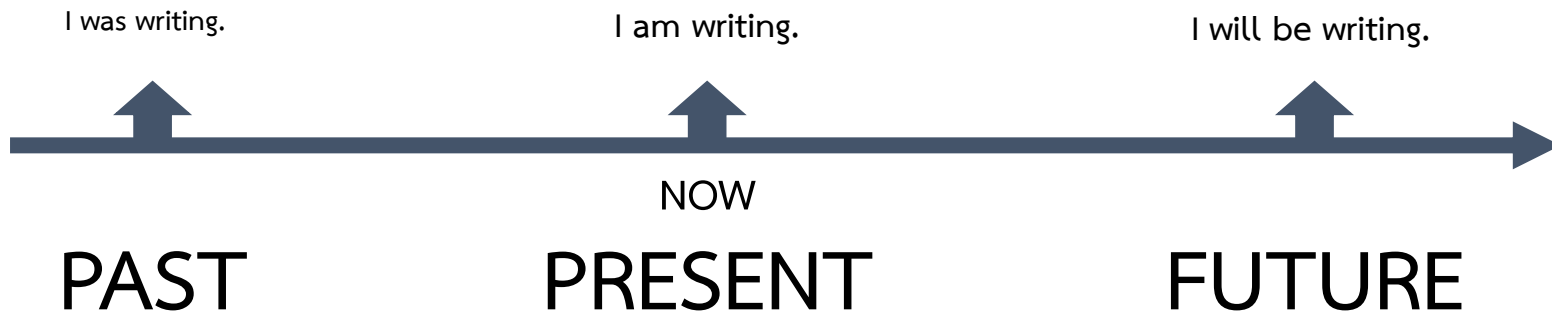 I was writing.
I am writing.
I will be writing.
NOW
PAST
PRESENT
FUTURE